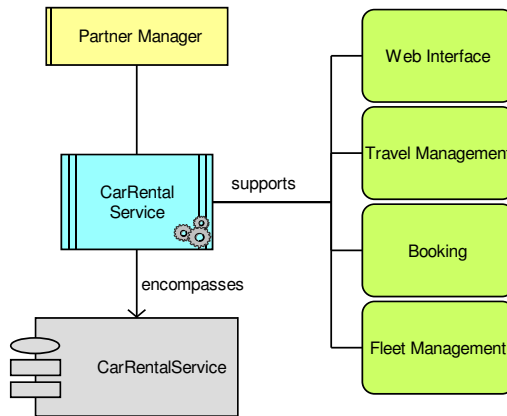 Partner Manager
Web Interface
Travel Management
CarRental
Service
supports
Booking
encompasses
CarRentalService
Fleet Management